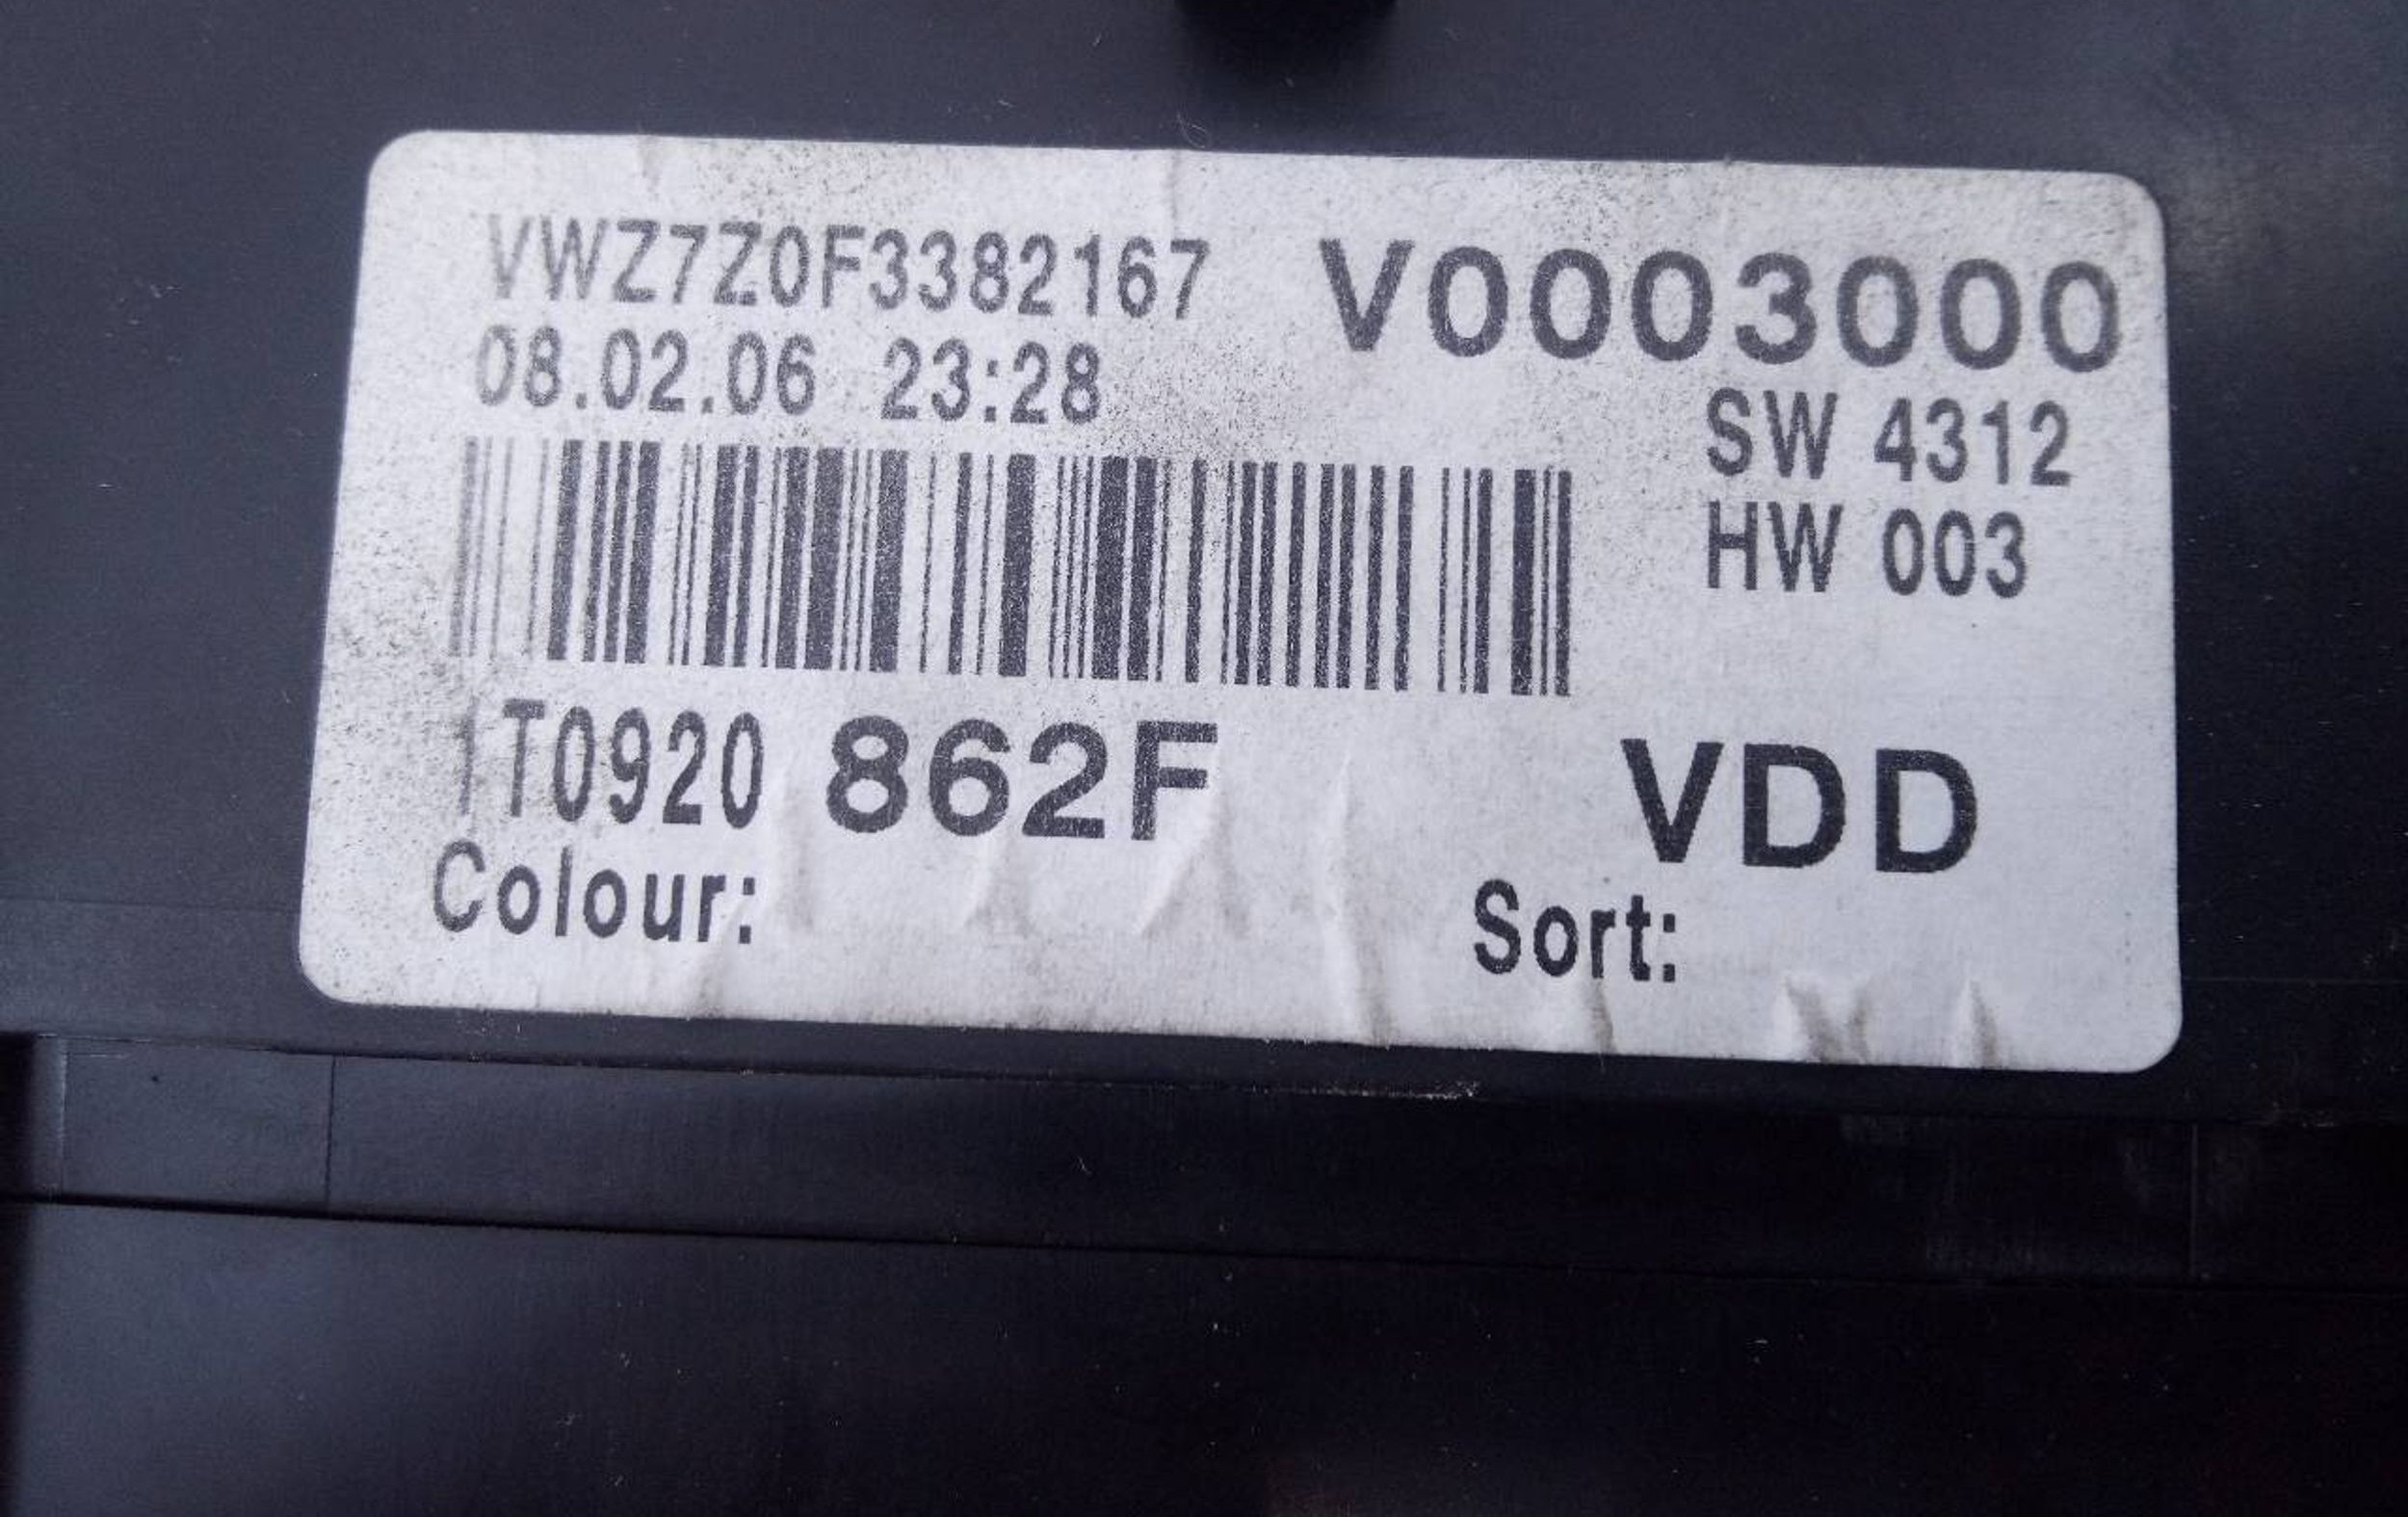 VWZ7Z0F3382167 V0003000
08.02.06 23:28
SW 4312
HW 003
1T0920 862F
VDD
Colour:
Sort: